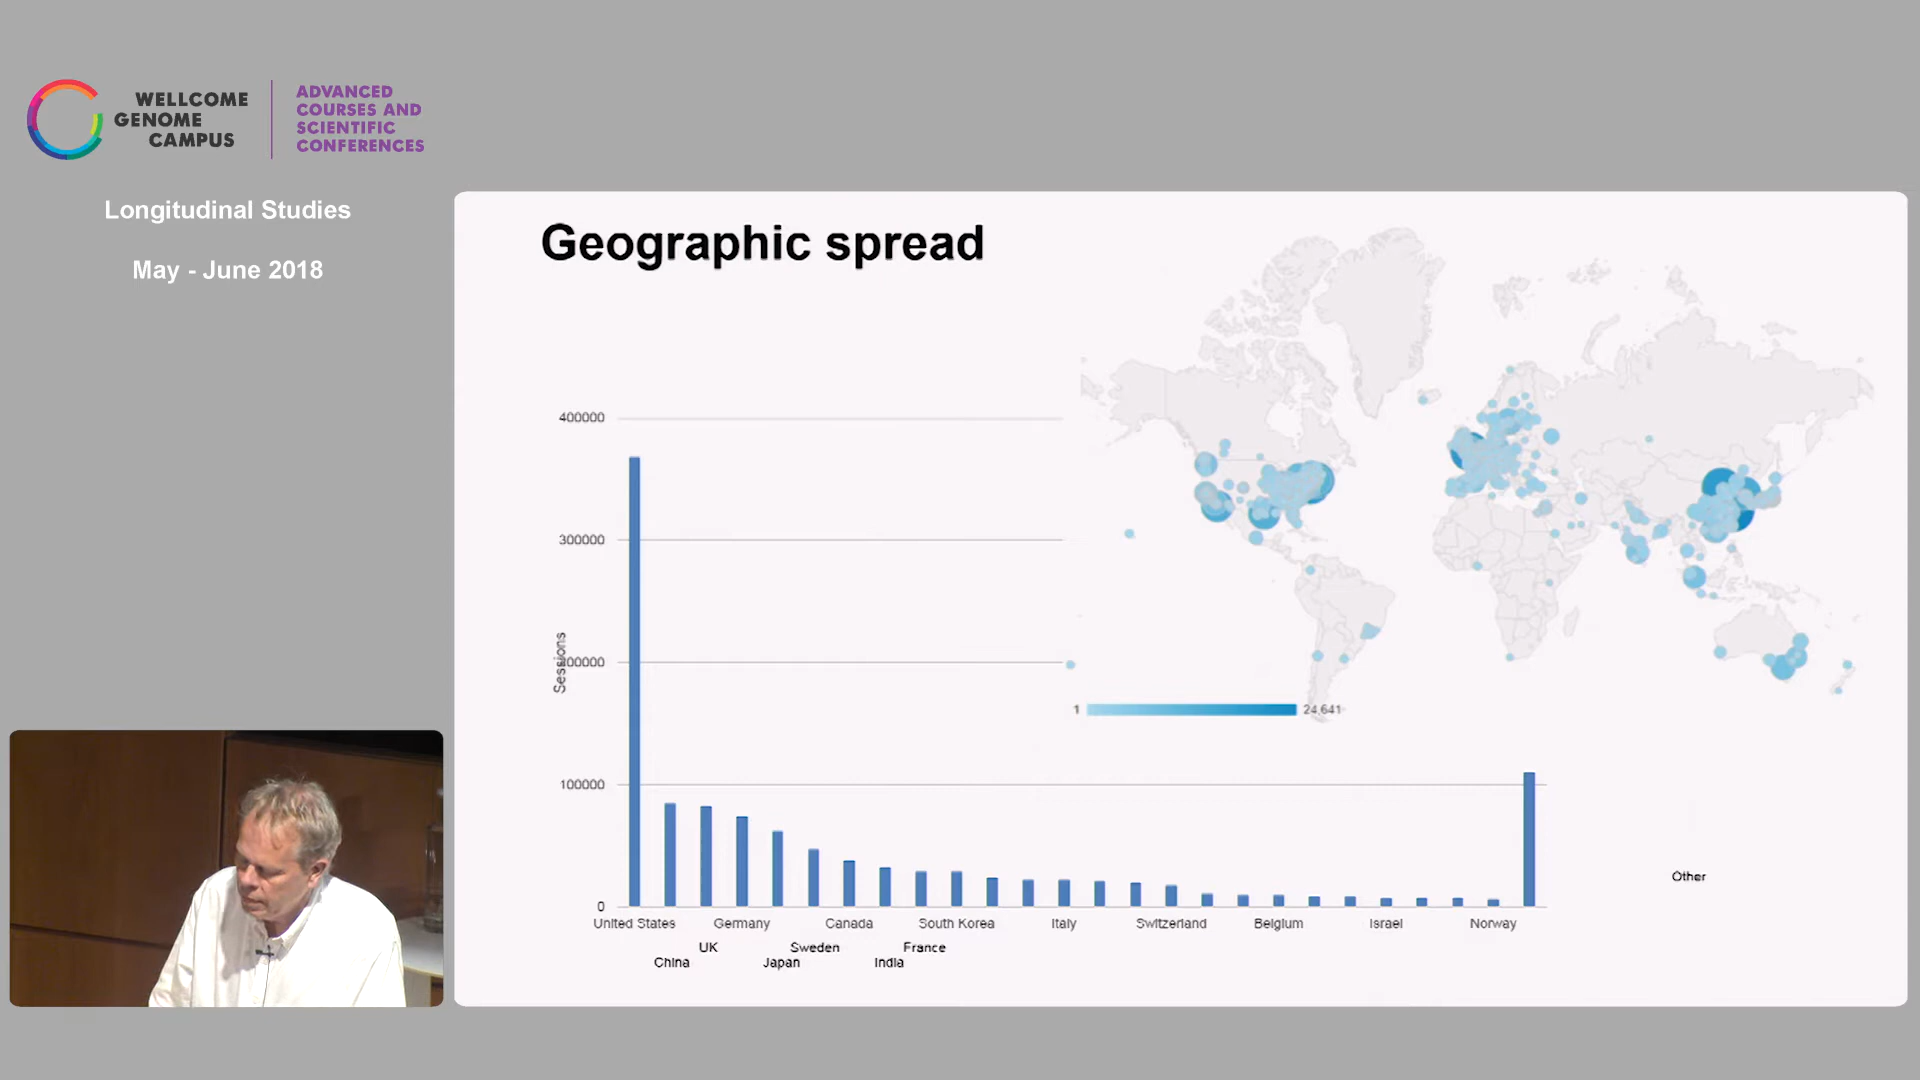 WELLCOME
GENOME
CAMPUS
ADVANCED
COURSES AND
SCIENTIFIC
CONFERENCES
Longitudinal Studies
May - June 2018
Geographic spread
400000
300000
200000
100000
0
Sessions
1
24,641
Other
United States
Germany
Canada
South Korea
Italy
Switzerland
Belgium
Israel
Norway
UK
Sweden
France
China
Japan
India